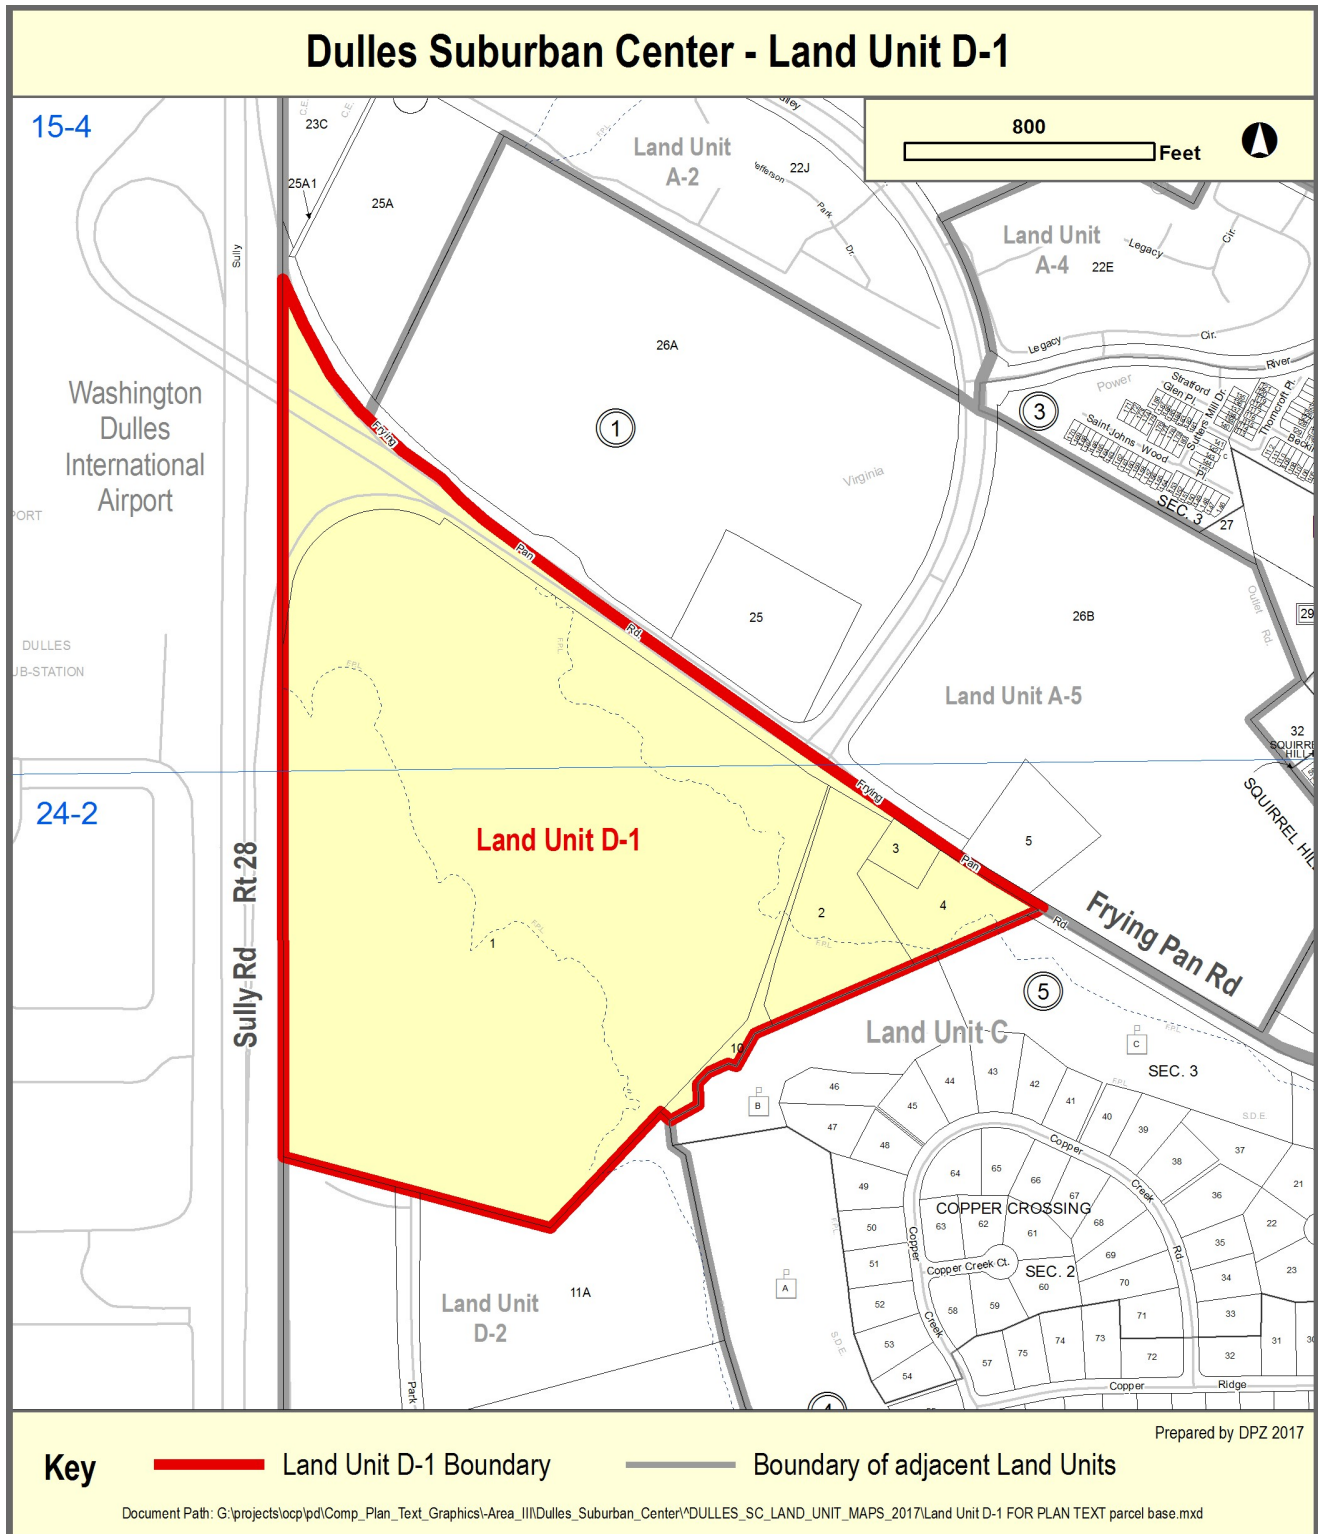 Dulles Suburban Center - Land Unit D-1
15-4
800
Feet
23C
C.E.
C.E.
25A1
25A
F.P.L.
Land Unit
A-2
22J
Jefferson
Park
Dr.
Land Unit
A-4
22E
Legacy
Cir.
Sully
26A
Legacy
Cir.
River
Washington
Dulles
International
Airport
1
3
Power
Stratford
Glen Pl.
Sutters Mill Dr.
Thorncroft Pl.
Saint Johns Wood
Pl.
SEC. 3
27
Frying
Virginia
Pan
25
26B
Outlet
Rd.
29
Rd.
F.P.L.
DULLES
F.P.L.
Land Unit A-5
32
SQUIRREL HILL
24-2
Frying
Land Unit D-1
3
Pan
5
Sully Rd
Rt 28
1
F.P.L.
2
F.P.L.
4
Rd.
Frying Pan Rd
5
Land Unit C
10
F.P.L.
C
SEC. 3
B
46
47
48
45
44
43
42
41
F.P.L.
40
39
38
37
S.D.E.
36
21
Copper
Creek
Rd.
64
65
66
67
68
COPPER CROSSING
63
62
61
49
50
51
52
53
54
F.P.L.
S.D.E.
Copper
Copper Creek Ct.
SEC. 2
60
69
70
35
34
33
22
23
A
11A
Land Unit
D-2
58
59
Creek
71
72
73
74
75
57
32
31
Park
Copper
Ridge
4
Prepared by DPZ 2017
Key
Land Unit D-1 Boundary
Boundary of adjacent Land Units
Document Path: G:\projects\ocp\pd\Comp_Plan_Text_Graphics\-Area_III\Dulles_Suburban_Center\^DULLES_SC_LAND_UNIT_MAPS_2017\Land Unit D-1 FOR PLAN TEXT parcel base.mxd